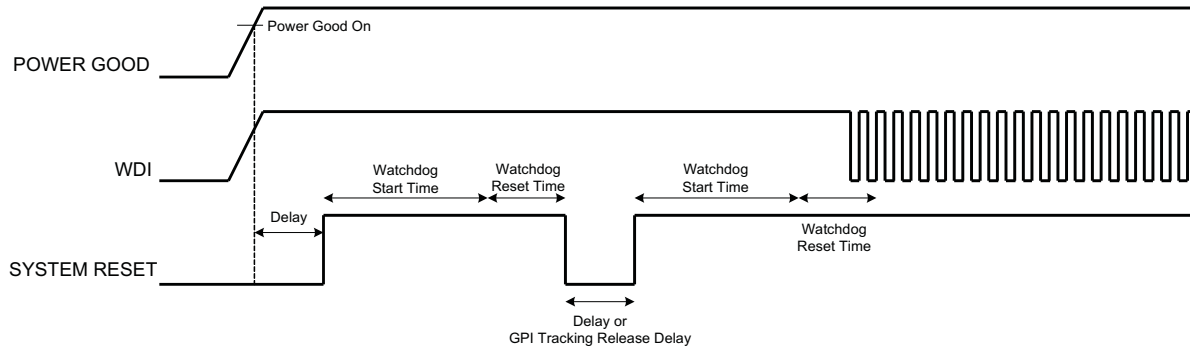 Power Good On
POWER GOOD
WDI
Watchdog
Start Time
Watchdog
Reset Time
Watchdog
Start Time
Delay
Watchdog
Reset Time
SYSTEM RESET
Delay or
GPI Tracking Release Delay